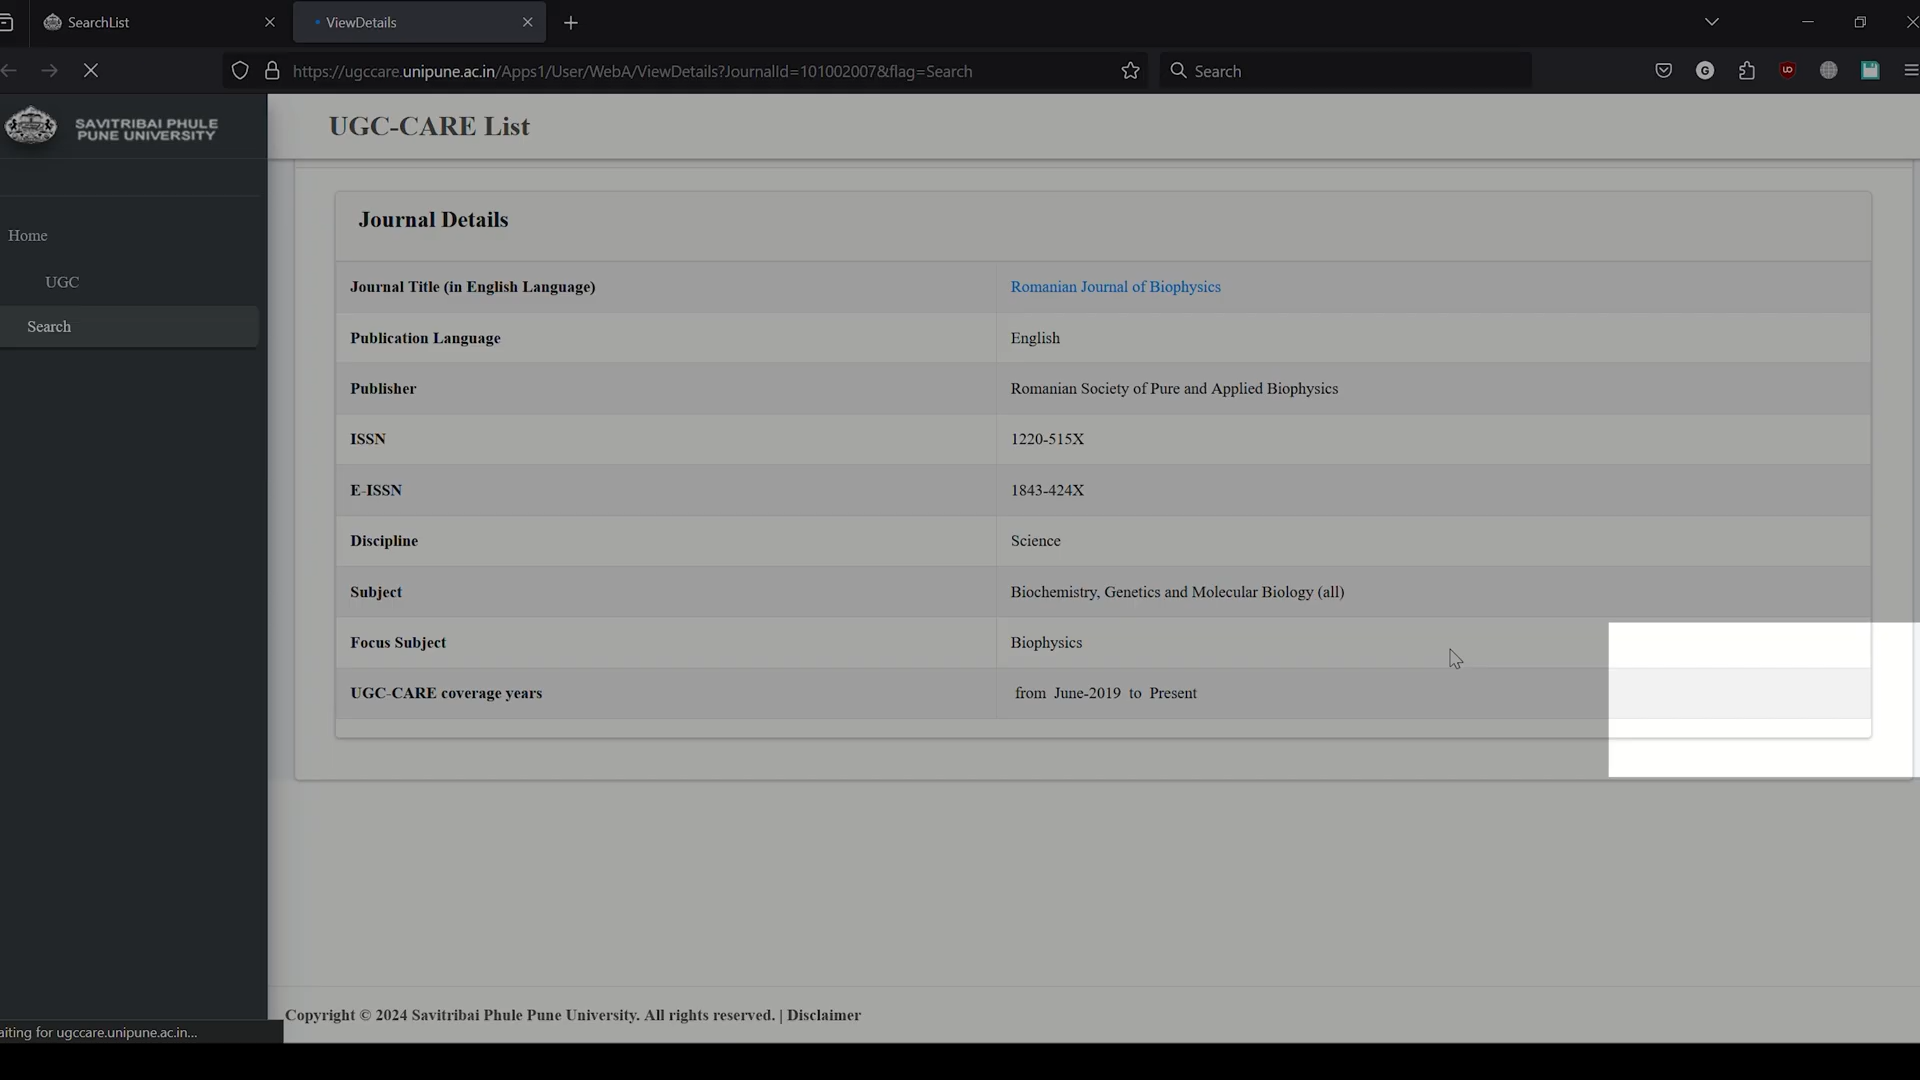 SearchList
ViewDetails
https://ugccare.unipune.ac.in/Apps1/User/WebA/ViewDetails?JournalId=101002007&flag=Search
Search
SAVITRIBAI PHULE
PUNE UNIVERSITY
UGC-CARE List
Home
UGC
Search
Journal Details
Journal Title (in English Language) Romanian Journal of Biophysics
Publication Language English
Publisher Romanian Society of Pure and Applied Biophysics
ISSN 1220-515X
E-ISSN 1843-424X
Discipline Science
Subject Biochemistry, Genetics and Molecular Biology (all)
Focus Subject Biophysics
UGC-CARE coverage years from June-2019 to Present
Copyright © 2024 Savitribai Phule Pune University. All rights reserved. | Disclaimer
aiting for ugccare.unipune.ac.in...